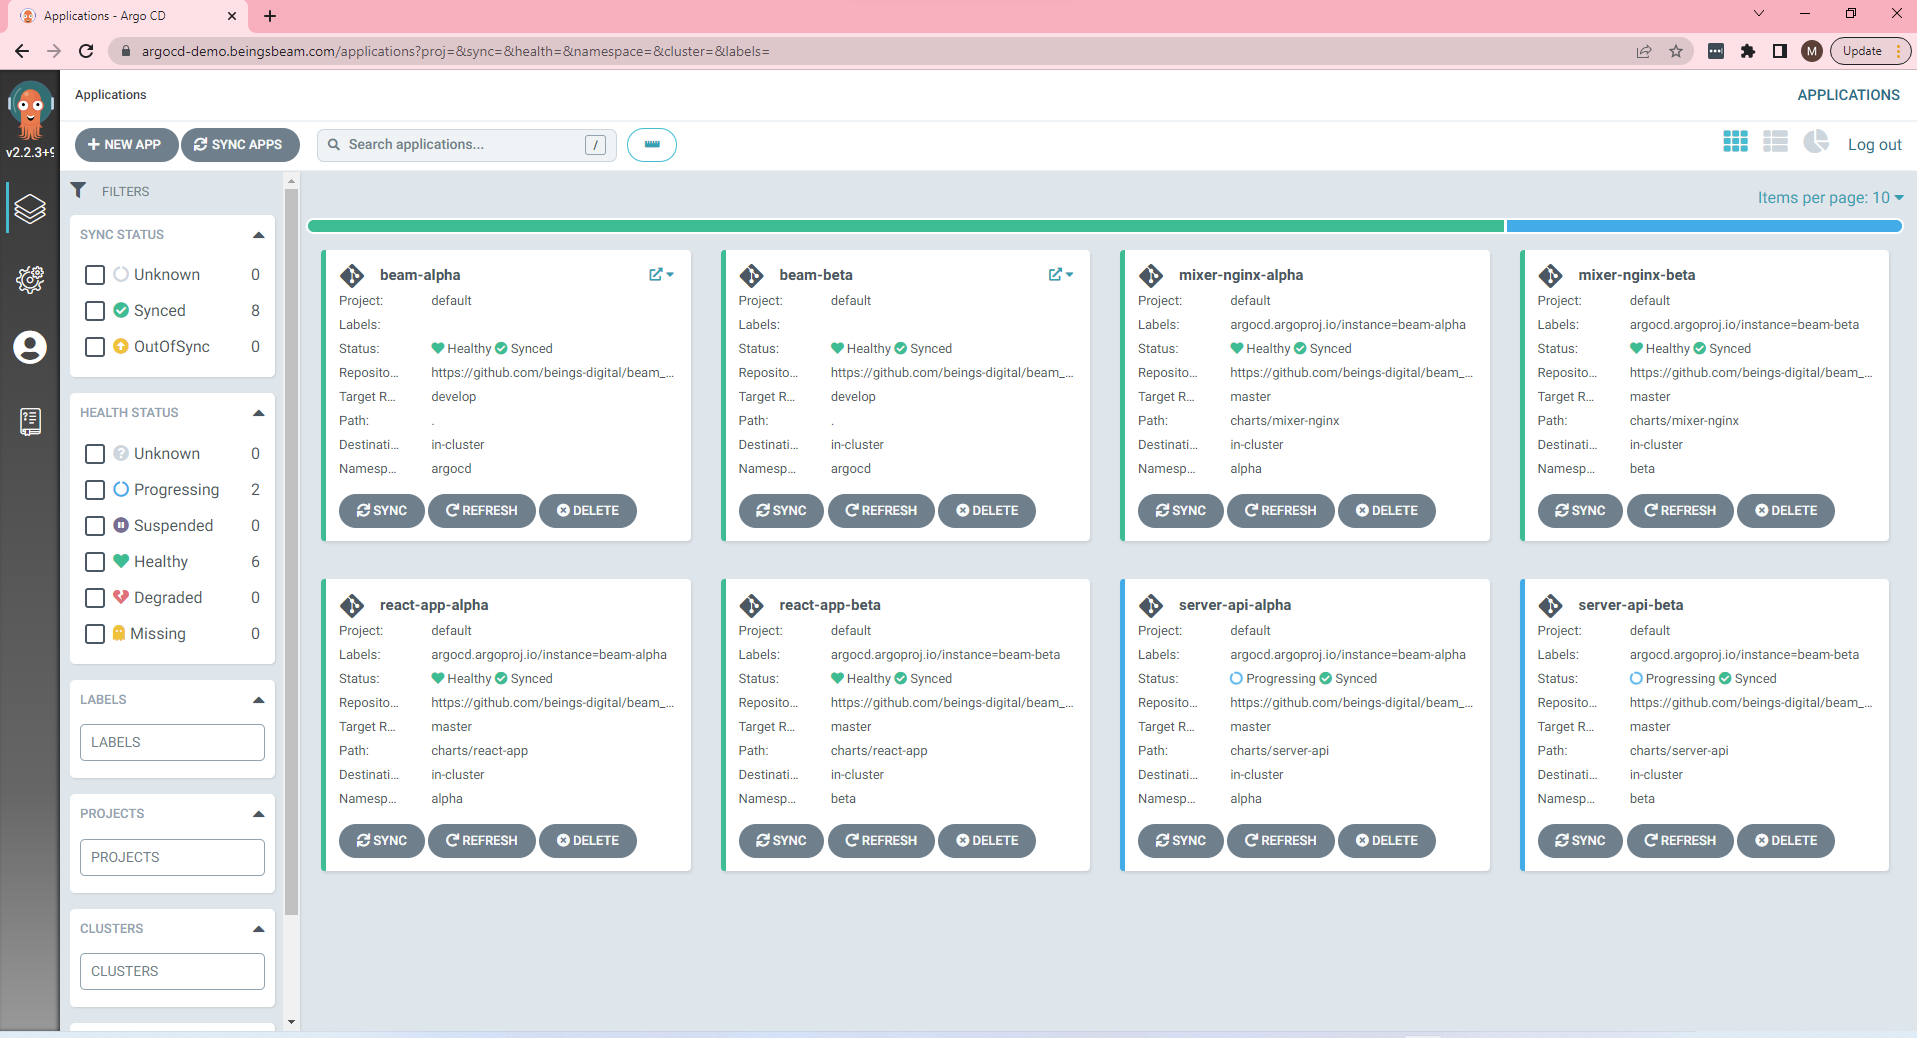 Applications - Argo CD
argocd-demo.beingsbeam.com/applications?proj=&sync=&health=&namespace=&cluster=&labels=
M
Update
v2.2.3+9
Applications
APPLICATIONS
NEW APP
SYNC APPS
Search applications...
/
Log out
FILTERS
SYNC STATUS
Unknown 0
Synced 8
OutOfSync 0
HEALTH STATUS
Unknown 0
Progressing 2
Suspended 0
Healthy 6
Degraded 0
Missing 0
LABELS
LABELS
PROJECTS
PROJECTS
CLUSTERS
CLUSTERS
Items per page: 10
beam-alpha
Project: default
Labels:
Status: Healthy Synced
Reposito... https://github.com/beings-digital/beam_...
Target R... develop
Path: .
Destinati... in-cluster
Namesp... argocd
SYNC REFRESH DELETE
beam-beta
Project: default
Labels:
Status: Healthy Synced
Reposito... https://github.com/beings-digital/beam_...
Target R... develop
Path: .
Destinati... in-cluster
Namesp... argocd
SYNC REFRESH DELETE
mixer-nginx-alpha
Project: default
Labels: argocd.argoproj.io/instance=beam-alpha
Status: Healthy Synced
Reposito... https://github.com/beings-digital/beam_...
Target R... master
Path: charts/mixer-nginx
Destinati... in-cluster
Namesp... alpha
SYNC REFRESH DELETE
mixer-nginx-beta
Project: default
Labels: argocd.argoproj.io/instance=beam-beta
Status: Healthy Synced
Reposito... https://github.com/beings-digital/beam_...
Target R... master
Path: charts/mixer-nginx
Destinati... in-cluster
Namesp... beta
SYNC REFRESH DELETE
react-app-alpha
Project: default
Labels: argocd.argoproj.io/instance=beam-alpha
Status: Healthy Synced
Reposito... https://github.com/beings-digital/beam_...
Target R... master
Path: charts/react-app
Destinati... in-cluster
Namesp... alpha
SYNC REFRESH DELETE
react-app-beta
Project: default
Labels: argocd.argoproj.io/instance=beam-beta
Status: Healthy Synced
Reposito... https://github.com/beings-digital/beam_...
Target R... master
Path: charts/react-app
Destinati... in-cluster
Namesp... beta
SYNC REFRESH DELETE
server-api-alpha
Project: default
Labels: argocd.argoproj.io/instance=beam-alpha
Status: Progressing Synced
Reposito... https://github.com/beings-digital/beam_...
Target R... master
Path: charts/server-api
Destinati... in-cluster
Namesp... alpha
SYNC REFRESH DELETE
server-api-beta
Project: default
Labels: argocd.argoproj.io/instance=beam-beta
Status: Progressing Synced
Reposito... https://github.com/beings-digital/beam_...
Target R... master
Path: charts/server-api
Destinati... in-cluster
Namesp... beta
SYNC REFRESH DELETE